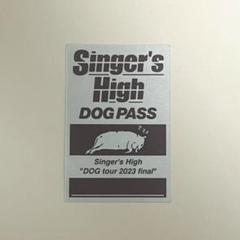 Singer's
High
DOG PASS
Singer's High
"DOG tour 2023 final"